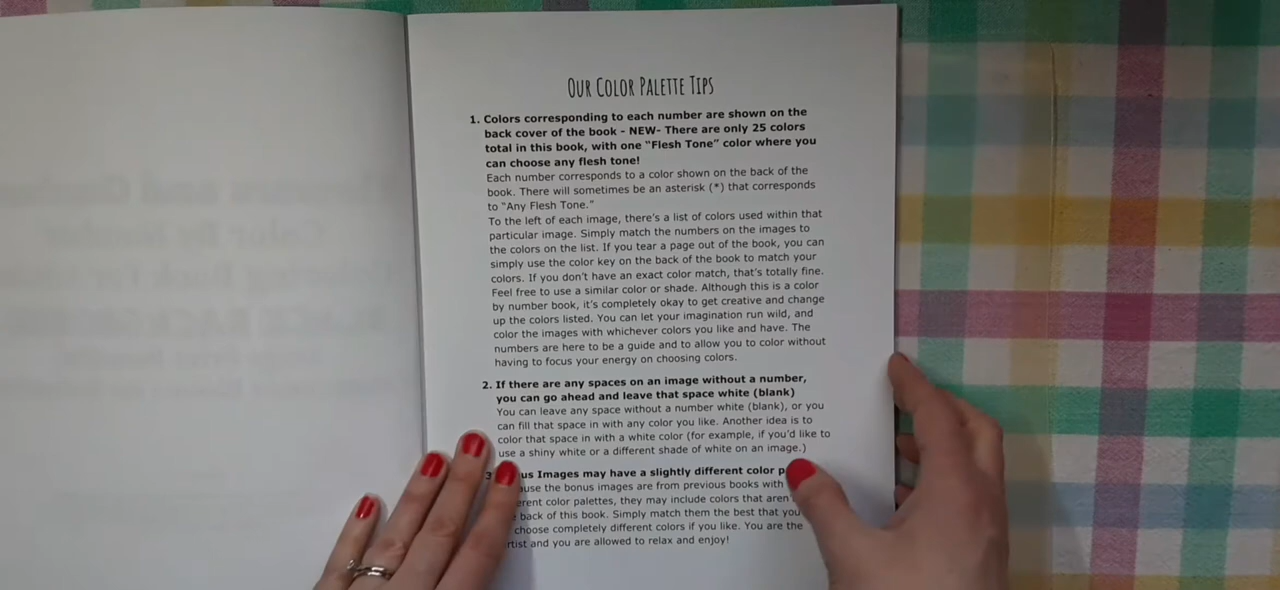 Our Color Palette Tips
1. Colors corresponding to each number are shown on the
back cover of the book - NEW- There are only 25 colors
total in this book, with one "Flesh Tone" color where you
can choose any flesh tone!
Each number corresponds to a color shown on the back of the
book. There will sometimes be an asterisk (*) that corresponds
to "Any Flesh Tone."
To the left of each image, there's a list of colors used within that
particular image. Simply match the numbers on the images to
the colors on the list. If you tear a page out of the book, you can
simply use the color key on the back of the book to match your
colors. If you don't have an exact color match, that's totally fine.
Feel free to use a similar color or shade. Although this is a color
by number book, it's completely okay to get creative and change
up the colors listed. You can let your imagination run wild, and
color the images with whichever colors you like and have. The
numbers are here to be a guide and to allow you to color without
having to focus your energy on choosing colors.
2. If there are any spaces on an image without a number,
you can go ahead and leave that space white (blank)
You can leave any space without a number white (blank), or you
can fill that space in with any color you like. Another idea is to
color that space in with a white color (for example, if you'd like to
use a shiny white or a different shade of white on an image.)
3 us Images may have a slightly different color p
ause the bonus images are from previous books with
erent color palettes, they may include colors that aren
back of this book. Simply match them the best that you
choose completely different colors if you like. You are the
rtist and you are allowed to relax and enjoy!